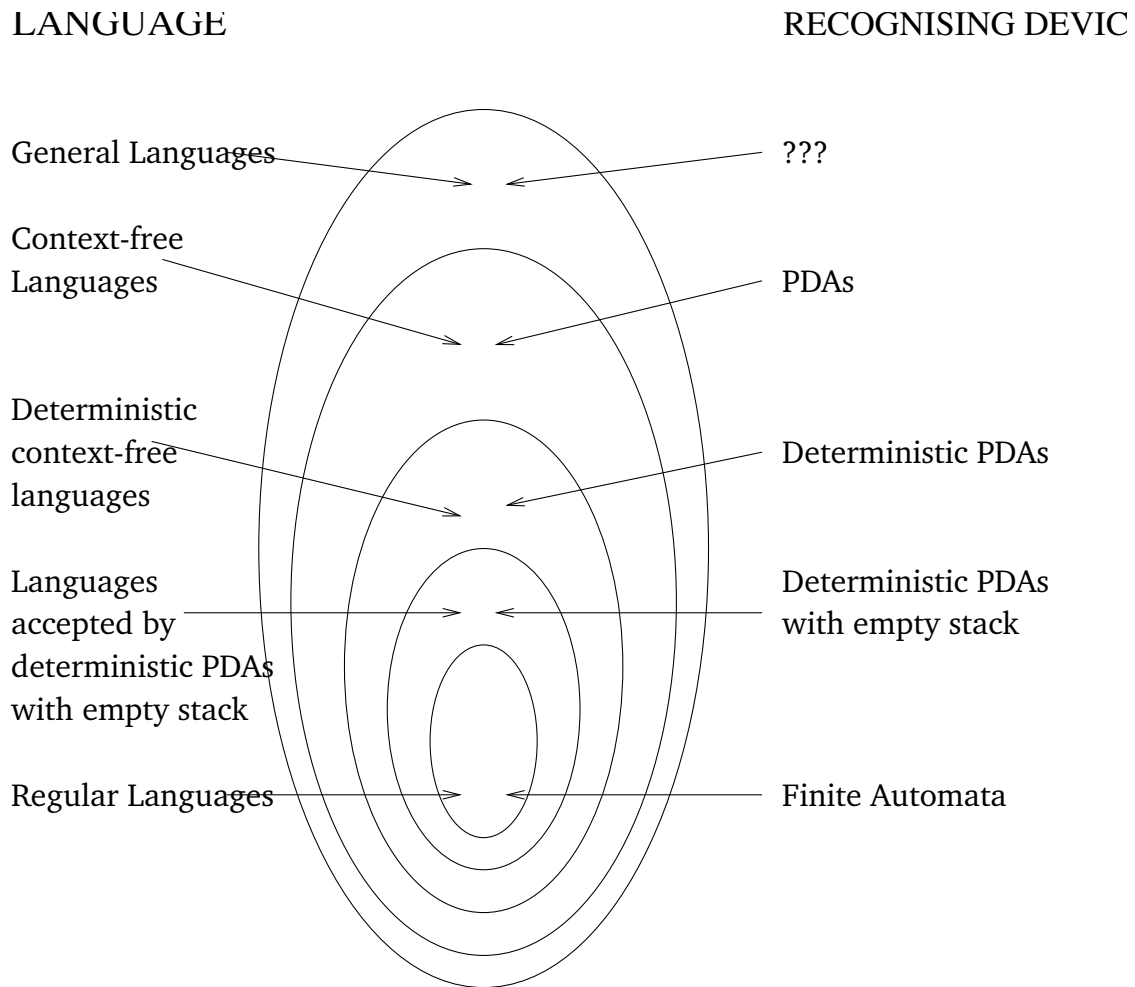 LANGUAGE
RECOGNISING DEVIC
General Languages
???
Context-free
Languages
PDAs
Deterministic
context-free
languages
Deterministic PDAs
Languages
accepted by
deterministic PDAs
with empty stack
Deterministic PDAs
with empty stack
Regular Languages
Finite Automata